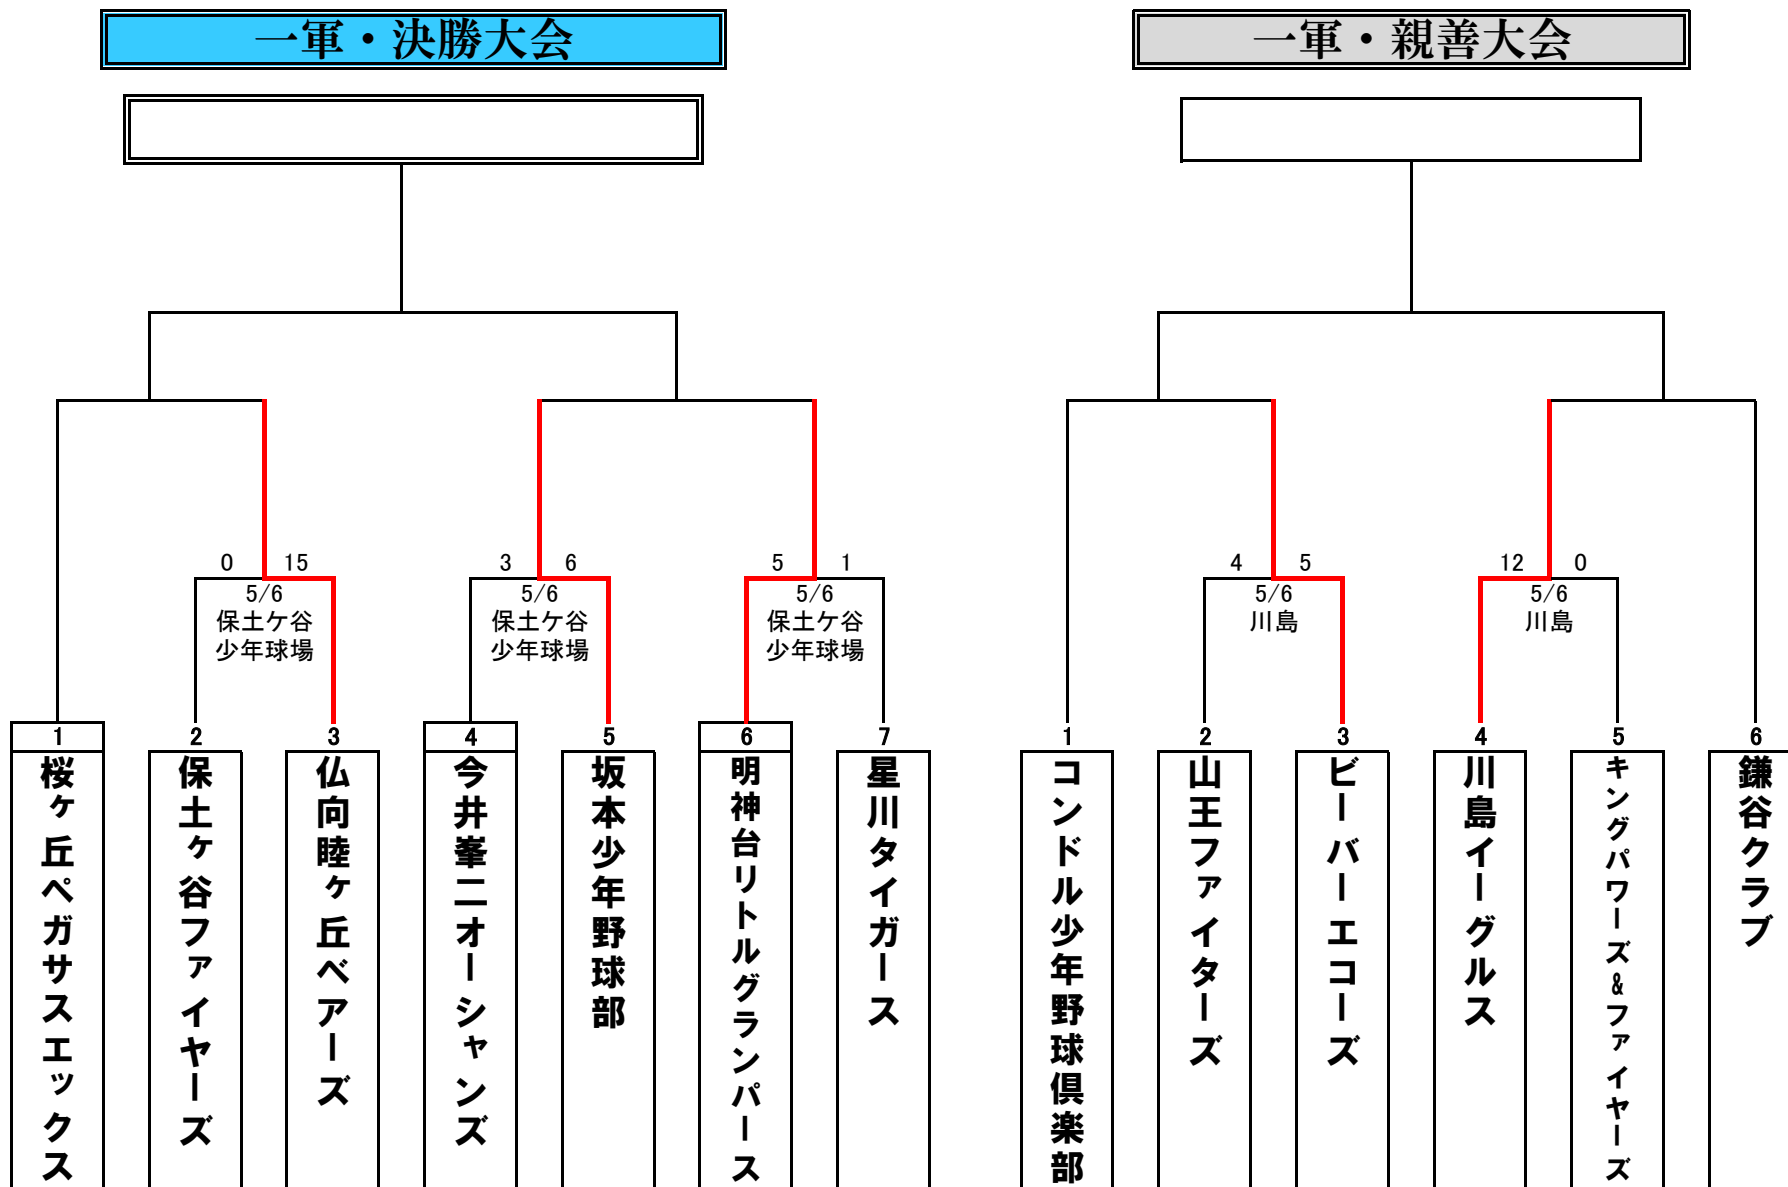 一軍・決勝大会
0 15
5/6
保土ケ谷
少年球場
3 6
5/6
保土ケ谷
少年球場
5 1
5/6
保土ケ谷
少年球場
1
桜ヶ丘ペガサスエックス
2
保土ヶ谷ファイヤーズ
3
仏向睦ヶ丘ベアーズ
4
今井峯二オーシャンズ
5
坂本少年野球部
6
明神台リトルグランパース
7
星川タイガース
一軍・親善大会
4 5
5/6
川島
12 0
5/6
川島
1
コンドル少年野球倶楽部
2
山王ファイターズ
3
ビーバーエコーズ
4
川島イーグルス
5
キングパワーズ&ファイヤーズ
6
鎌谷クラブ